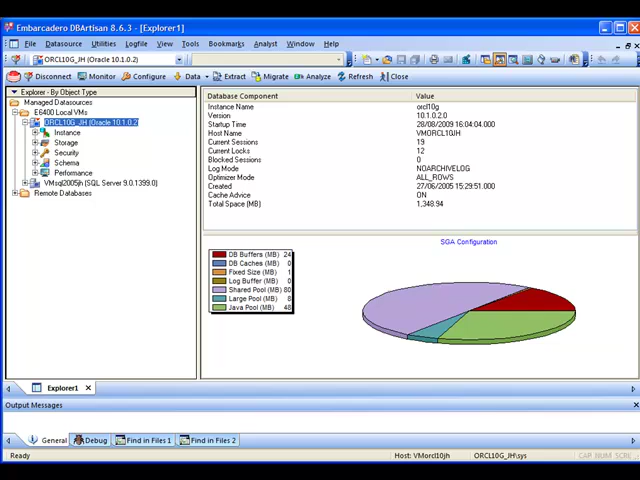 Embarcadero DBArtisan 8.6.3 - [Explorer1]
File Datasource Utilities Logfile View Tools Bookmarks Analyst Window Help
ORCL10G_JH (Oracle 10.1.0.2)
Disconnect Monitor Configure Data Extract Migrate Analyze Refresh Close
Explorer - By Object Type
Managed Datasources
E6400 Local VMs
ORCL10G_JH (Oracle 10.1.0.2)
Instance
Storage
Security
Schema
Performance
VMsql2005jh (SQL Server 9.0.1399.0)
Remote Databases
Database Component Value
Instance Name orcl10g
Version 10.1.0.2.0
Startup Time 28/08/2009 16:04:04.000
Host Name VMORCL10JH
Current Sessions 19
Current Locks 12
Blocked Sessions 0
Log Mode NOARCHIVELOG
Optimizer Mode ALL_ROWS
Created 27/06/2005 15:29:51.000
Cache Advice ON
Total Space (MB) 1,348.94
SGA Configuration
DB Buffers (MB) 24
DB Caches (MB) 0
Fixed Size (MB) 1
Log Buffer (MB) 0
Shared Pool (MB) 80
Large Pool (MB) 8
Java Pool (MB) 48
Explorer1
Output Messages
General Debug Find in Files 1 Find in Files 2
Ready Host: VMorcl10jh ORCL10G_JH\sys CAP NUM SCRL